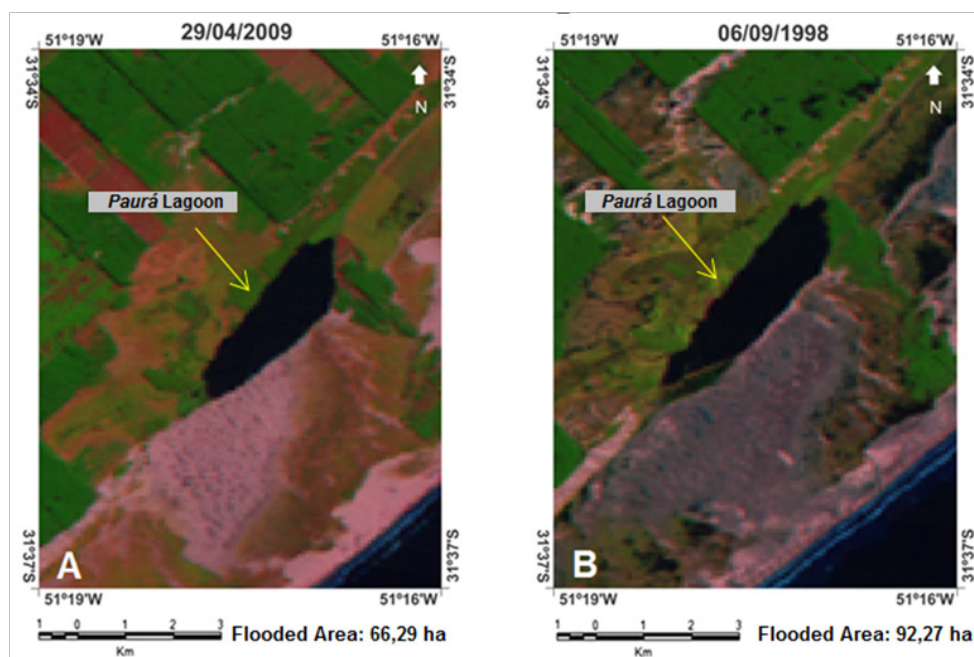 29/04/2009
51°19'W 51°16'W
31°34'S 31°34'S
N
Paurá Lagoon
A
31°37'S 31°37'S
51°19'W 51°16'W
1 0 1 2 3
Km
Flooded Area: 66,29 ha
06/09/1998
51°19'W 51°16'W
31°34'S 31°34'S
N
Paurá Lagoon
B
31°37'S 31°37'S
51°19'W 51°16'W
1 0 1 2 3
Km
Flooded Area: 92,27 ha